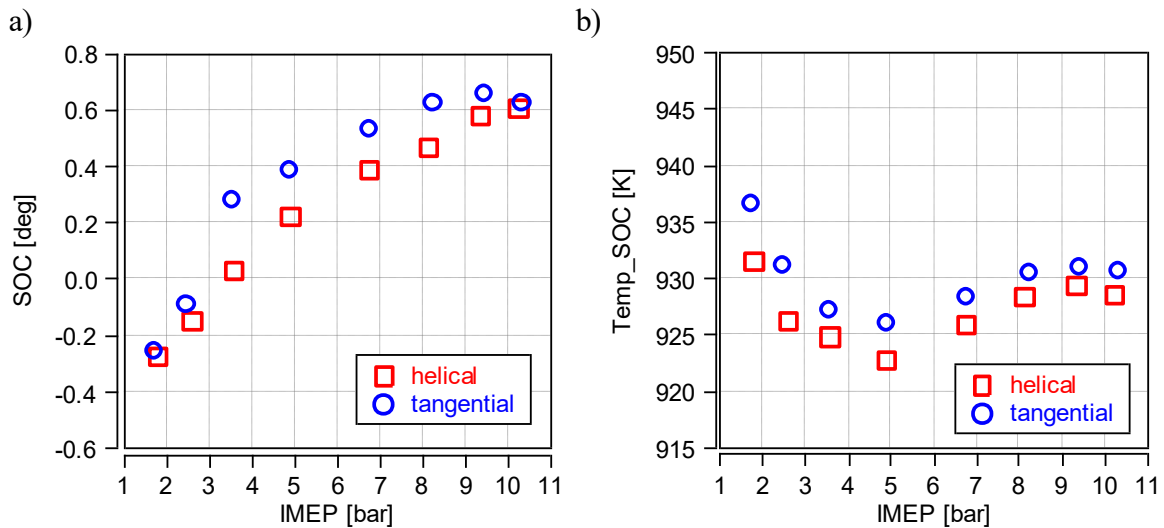 a)
0.8
0.6
0.4
0.2
0.0
-0.2
-0.4
-0.6
SOC [deg]
helical
tangential
1 2 3 4 5 6 7 8 9 10 11
IMEP [bar]
b)
950
945
940
935
930
925
920
915
Temp_SOC [K]
helical
tangential
1 2 3 4 5 6 7 8 9 10 11
IMEP [bar]